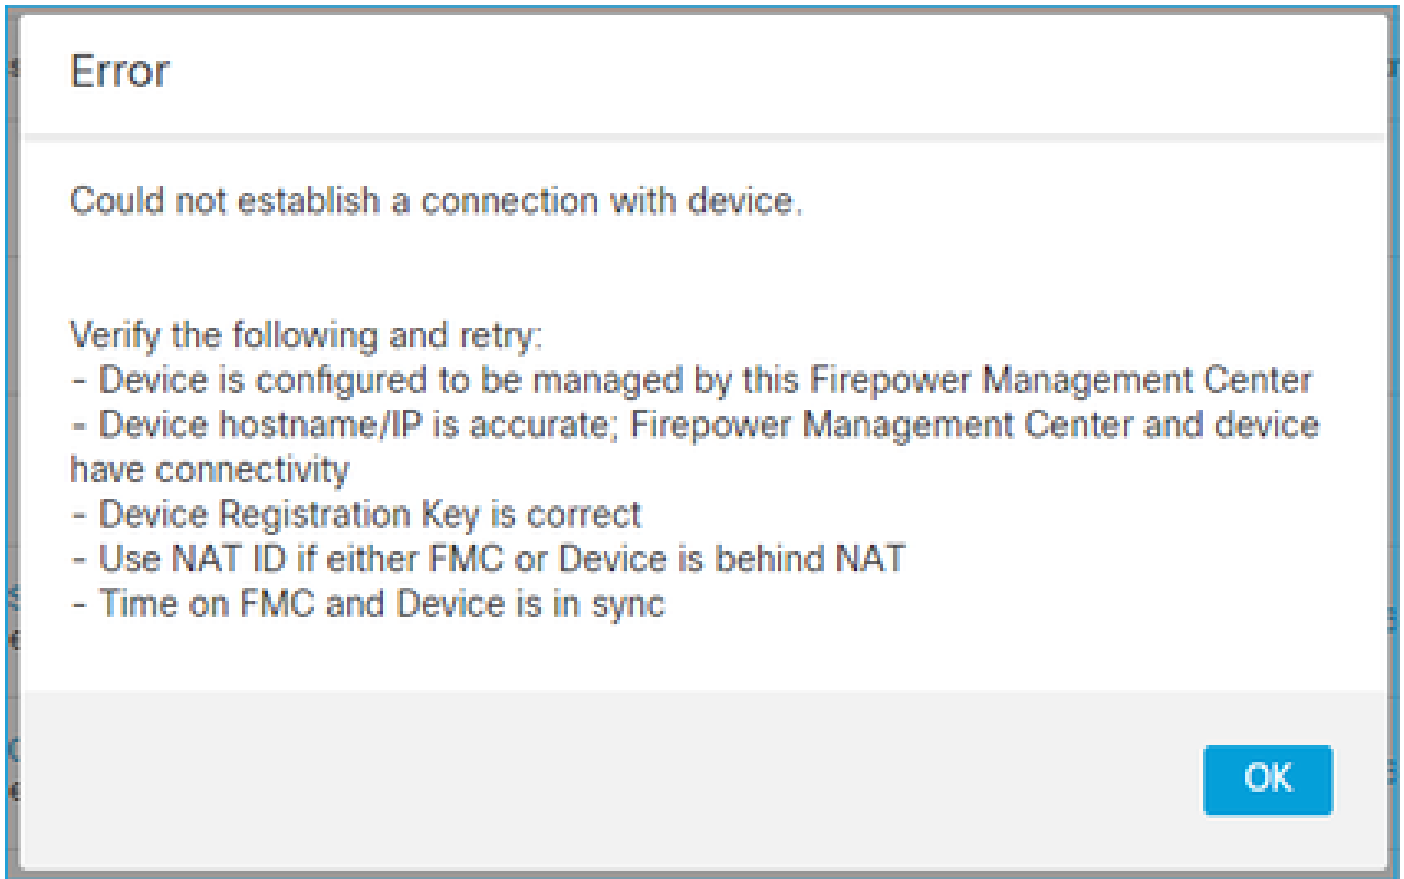 Error
Could not establish a connection with device.
Verify the following and retry:
- Device is configured to be managed by this Firepower Management Center
- Device hostname/IP is accurate; Firepower Management Center and device
have connectivity
- Device Registration Key is correct
- Use NAT ID if either FMC or Device is behind NAT
- Time on FMC and Device is in sync
OK